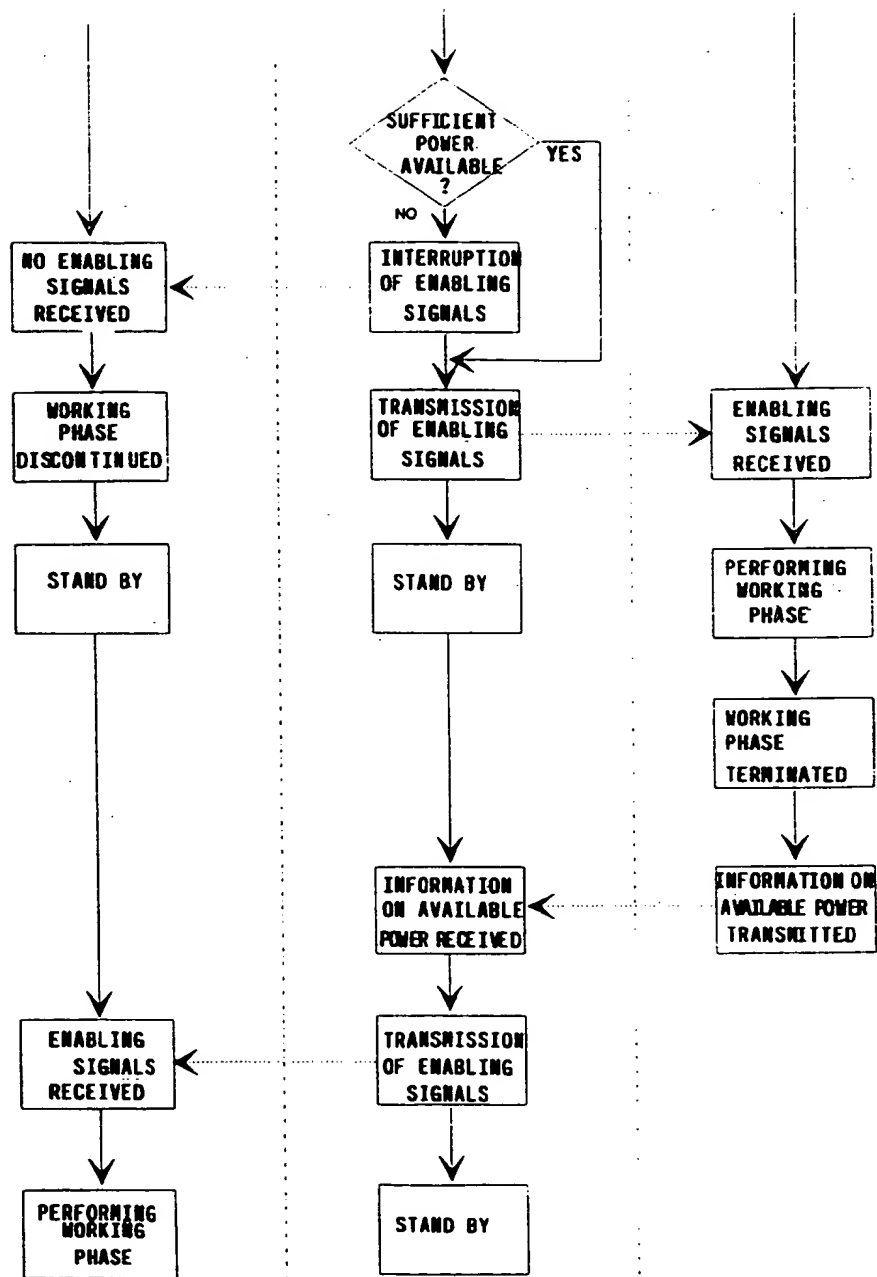 SUFFICIENT
POWER
AVAILABLE
?
YES
NO
NO ENABLING
SIGNALS
RECEIVED
INTERRUPTION
OF ENABLING
SIGNALS
WORKING
PHASE
DISCONTINUED
TRANSMISSION
OF ENABLING
SIGNALS
ENABLING
SIGNALS
RECEIVED
STAND BY
STAND BY
PERFORMING
WORKING
PHASE
WORKING
PHASE
TERMINATED
INFORMATION
ON AVAILABLE
POWER RECEIVED
INFORMATION ON
AVAILABLE POWER
TRANSMITTED
ENABLING
SIGNALS
RECEIVED
TRANSMISSION
OF ENABLING
SIGNALS
PERFORMING
WORKING
PHASE
STAND BY